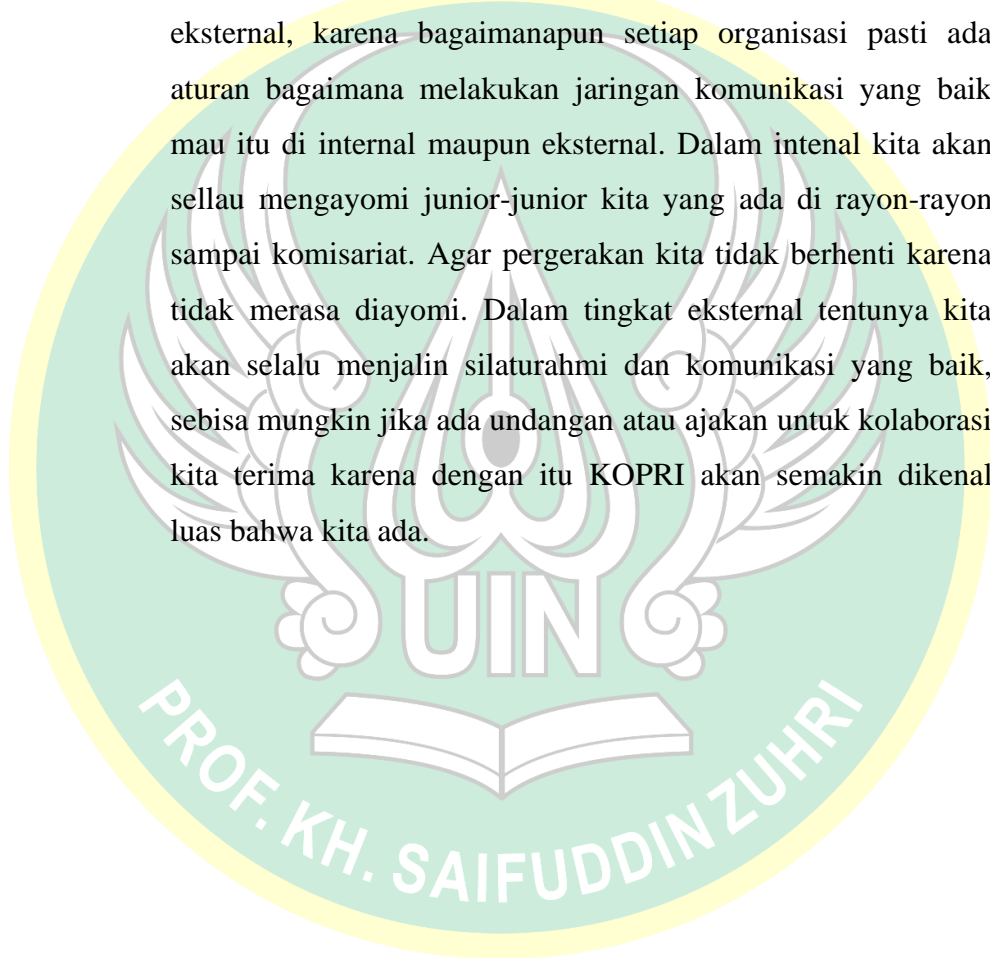 eksternal, karena bagaimanapun setiap organisasi pasti ada
aturan bagaimana melakukan jaringan komunikasi yang baik
mau itu di internal maupun eksternal. Dalam intenal kita akan
sellau mengayomi junior-junior kita yang ada di rayon-rayon
sampai komisariat. Agar pergerakan kita tidak berhenti karena
tidak merasa diayomi. Dalam tingkat eksternal tentunya kita
akan selalu menjalin silaturahmi dan komunikasi yang baik,
sebisa mungkin jika ada undangan atau ajakan untuk kolaborasi
kita terima karena dengan itu KOPRI akan semakin dikenal
luas bahwa kita ada.
UIN
PROF. KH. SAIFUDDIN ZUHRI